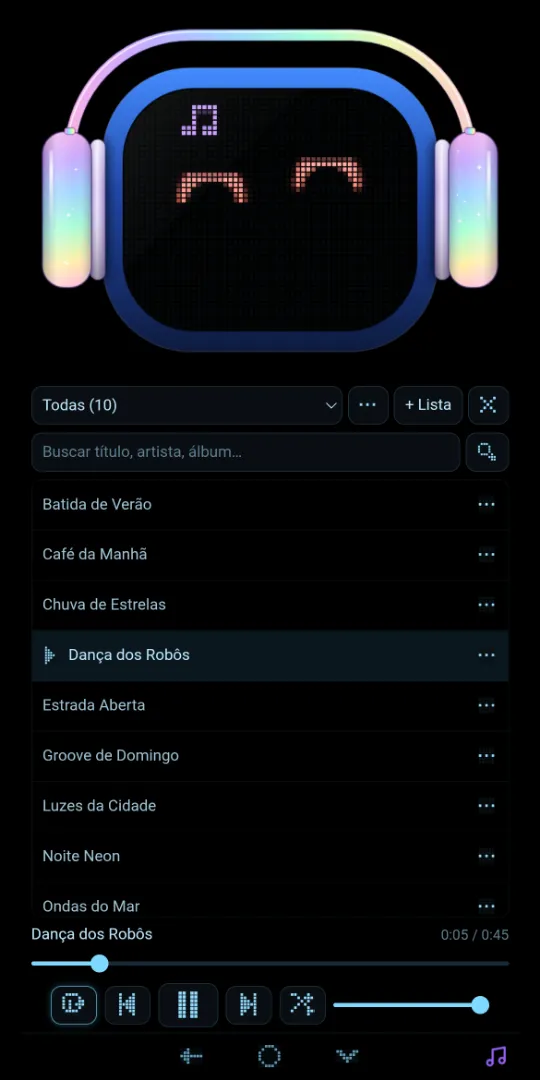 Todas (10)
+ Lista
Buscar título, artista, álbum…
Batida de Verão
Café da Manhã
Chuva de Estrelas
Dança dos Robôs
Estrada Aberta
Groove de Domingo
Luzes da Cidade
Noite Neon
Ondas do Mar
Dança dos Robôs
0:05 / 0:45